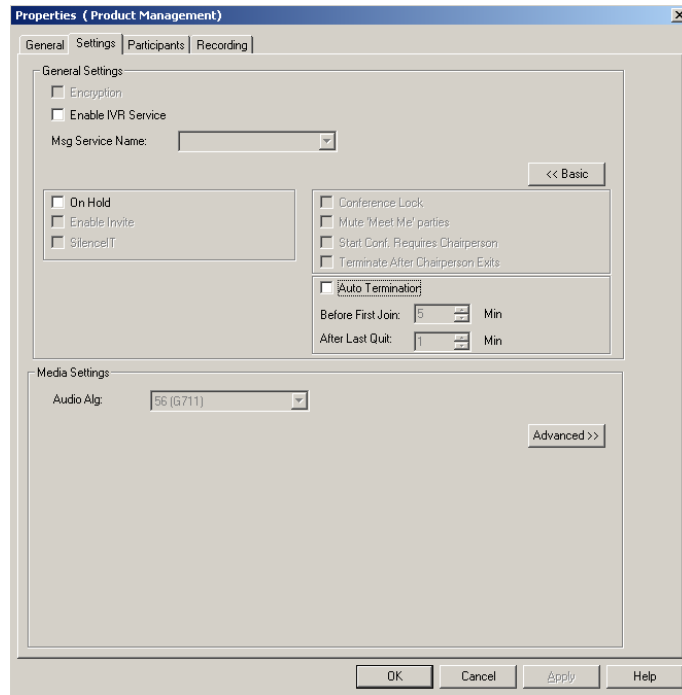 Properties ( Product Management)
General Settings Participants Recording
General Settings
Encryption
Enable IVR Service
Msg Service Name:
<< Basic
On Hold
Enable Invite
SilenceIT
Conference Lock
Mute 'Meet Me' parties
Start Conf. Requires Chairperson
Terminate After Chairperson Exits
Auto Termination
Before First Join: 5 Min
After Last Quit: 1 Min
Media Settings
Audio Alg: 56 (G711)
Advanced >>
OK Cancel Apply Help